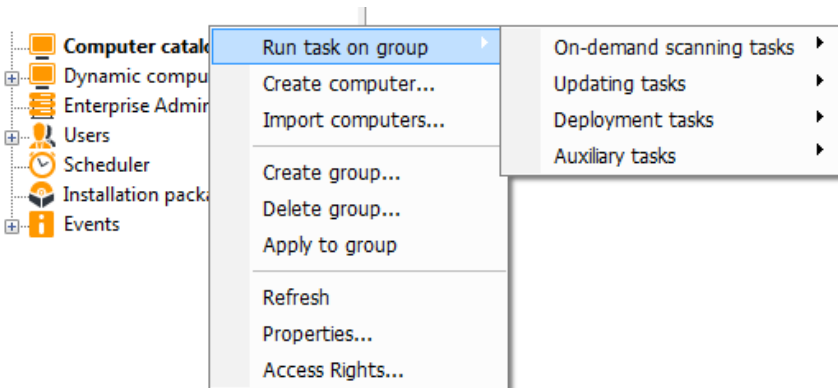 Computer catalo
Dynamic compu
Enterprise Admir
Users
Scheduler
Installation packa
Events
Run task on group
Create computer...
Import computers...
Create group...
Delete group...
Apply to group
Refresh
Properties...
Access Rights...
On-demand scanning tasks
Updating tasks
Deployment tasks
Auxiliary tasks